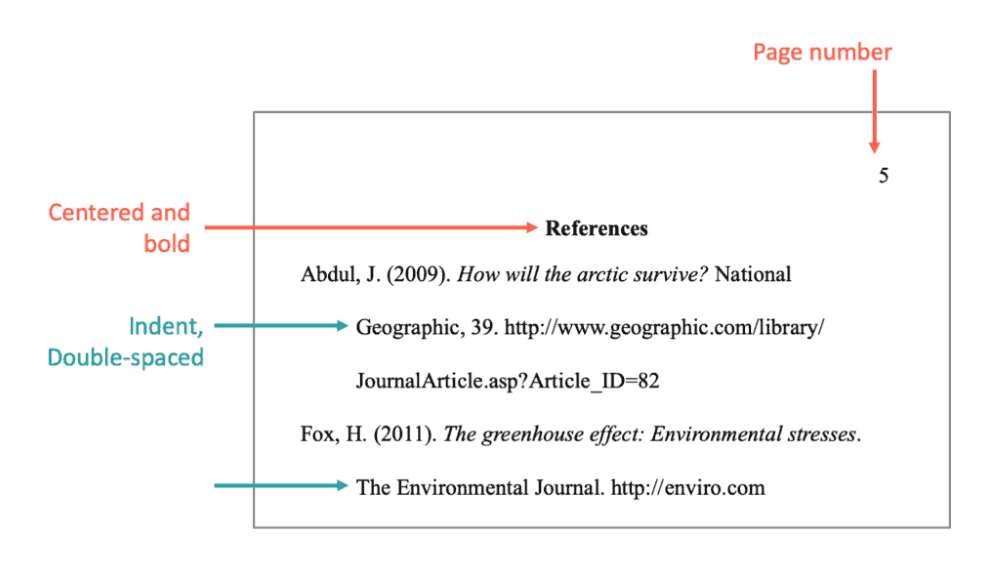 Page number
5
Centered and
bold
References
Abdul, J. (2009). How will the arctic survive? National
Indent,
Double-spaced
Geographic, 39. http://www.geographic.com/library/
JournalArticle.asp?Article_ID=82
Fox, H. (2011). The greenhouse effect: Environmental stresses.
The Environmental Journal. http://enviro.com